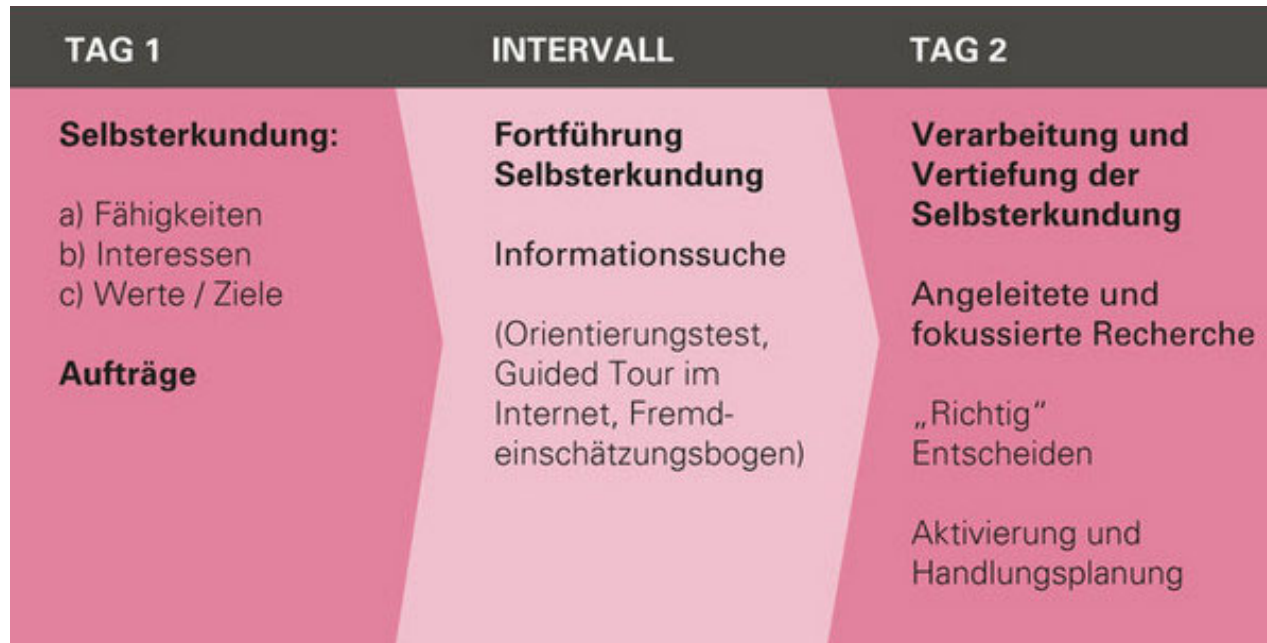 TAG 1
Selbsterkundung:
a) Fähigkeiten
b) Interessen
c) Werte / Ziele
Aufträge
INTERVALL
Fortführung
Selbsterkundung
Informationssuche
(Orientierungstest,
Guided Tour im
Internet, Fremd-
einschätzungsbogen)
TAG 2
Verarbeitung und
Vertiefung der
Selbsterkundung
Angeleitete und
fokussierte Recherche
„Richtig“
Entscheiden
Aktivierung und
Handlungsplanung